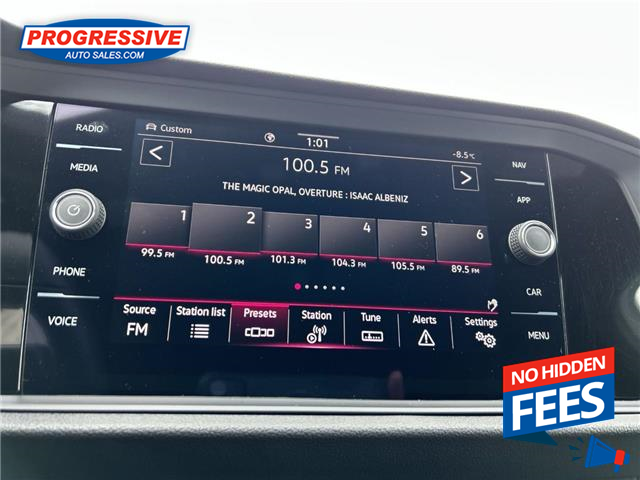 PROGRESSIVE
AUTO SALES.COM
RADIO
MEDIA
PHONE
VOICE
Custom
1:01
-8.5°C
< 100.5 FM >
THE MAGIC OPAL, OVERTURE : ISAAC ALBENIZ
1 2 3 4 5 6
99.5 FM 100.5 FM 101.3 FM 104.3 FM 105.5 FM 89.5 FM
Source Station list Presets Station Tune Alerts Settings
FM
NAV
APP
CAR
MENU
NO HIDDEN
FEES